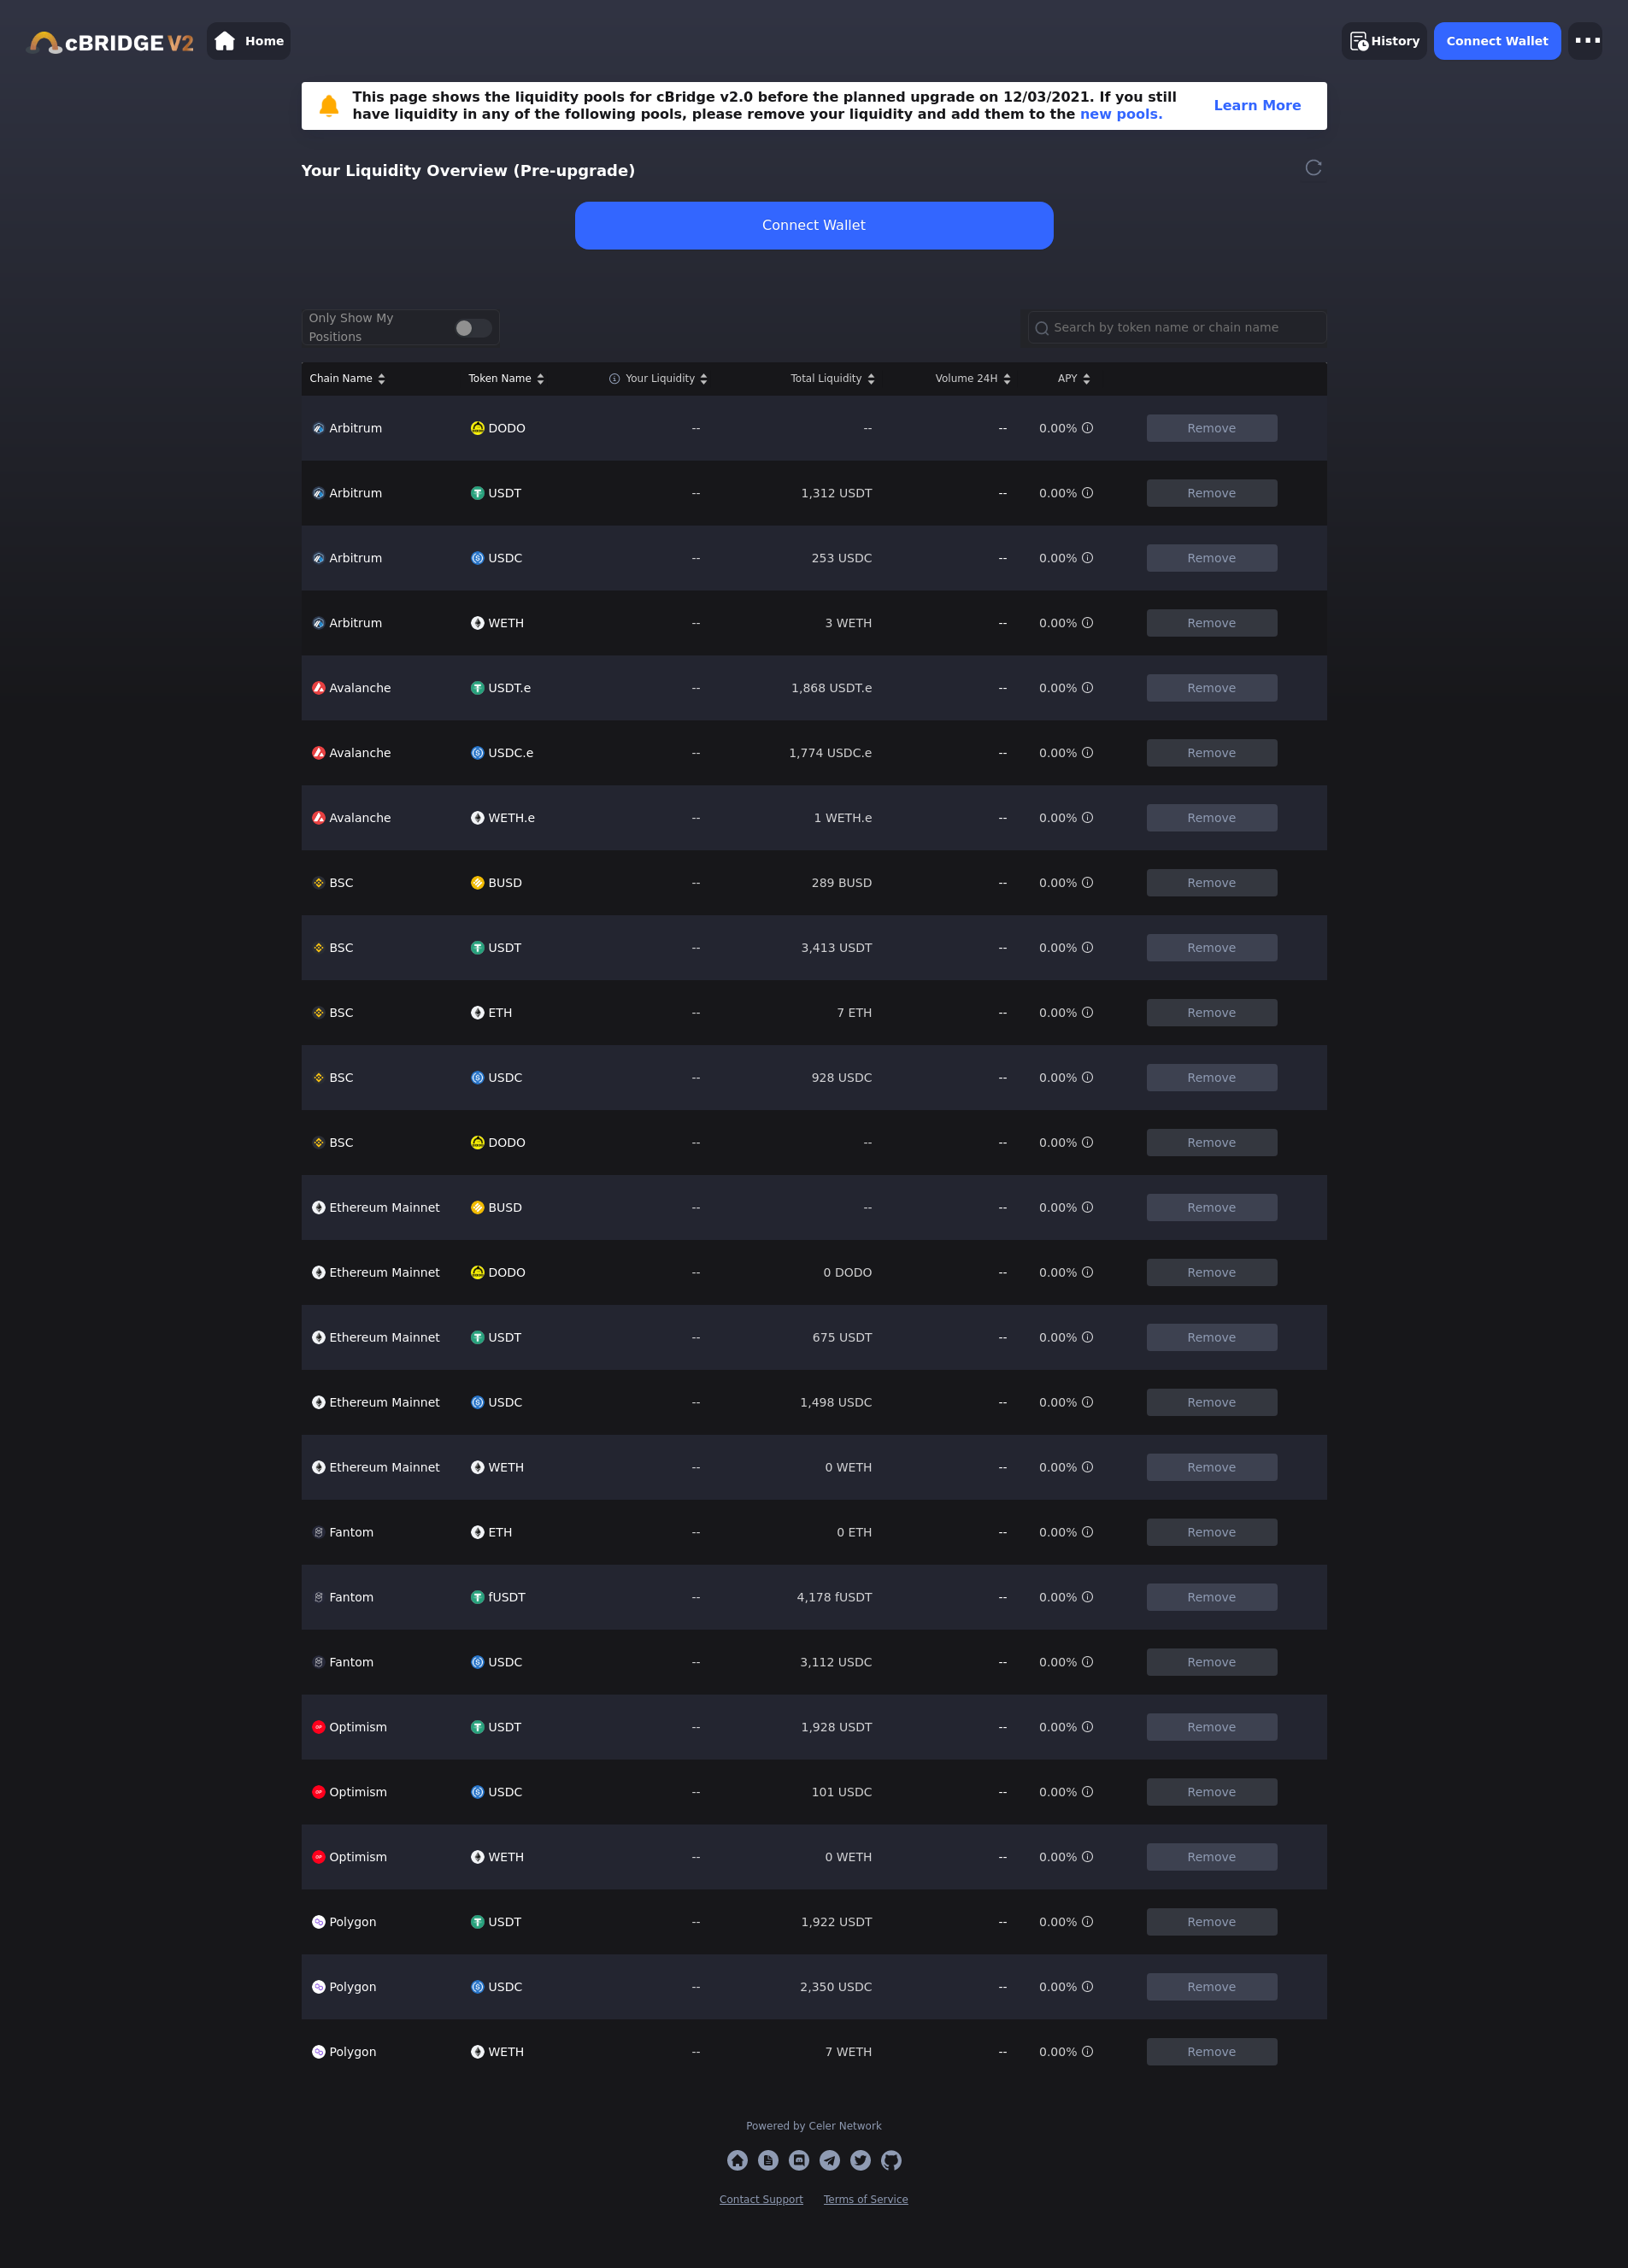 cBRIDGE V2
Home
History
Connect Wallet
This page shows the liquidity pools for cBridge v2.0 before the planned upgrade on 12/03/2021. If you still
have liquidity in any of the following pools, please remove your liquidity and add them to the new pools.
Learn More
Your Liquidity Overview (Pre-upgrade)
Connect Wallet
Only Show My
Positions
Search by token name or chain name
Chain Name Token Name Your Liquidity Total Liquidity Volume 24H APY
Arbitrum DODO -- -- -- 0.00% Remove
Arbitrum USDT -- 1,312 USDT -- 0.00% Remove
Arbitrum USDC -- 253 USDC -- 0.00% Remove
Arbitrum WETH -- 3 WETH -- 0.00% Remove
Avalanche USDT.e -- 1,868 USDT.e -- 0.00% Remove
Avalanche USDC.e -- 1,774 USDC.e -- 0.00% Remove
Avalanche WETH.e -- 1 WETH.e -- 0.00% Remove
BSC BUSD -- 289 BUSD -- 0.00% Remove
BSC USDT -- 3,413 USDT -- 0.00% Remove
BSC ETH -- 7 ETH -- 0.00% Remove
BSC USDC -- 928 USDC -- 0.00% Remove
BSC DODO -- -- -- 0.00% Remove
Ethereum Mainnet BUSD -- -- -- 0.00% Remove
Ethereum Mainnet DODO -- 0 DODO -- 0.00% Remove
Ethereum Mainnet USDT -- 675 USDT -- 0.00% Remove
Ethereum Mainnet USDC -- 1,498 USDC -- 0.00% Remove
Ethereum Mainnet WETH -- 0 WETH -- 0.00% Remove
Fantom ETH -- 0 ETH -- 0.00% Remove
Fantom fUSDT -- 4,178 fUSDT -- 0.00% Remove
Fantom USDC -- 3,112 USDC -- 0.00% Remove
Optimism USDT -- 1,928 USDT -- 0.00% Remove
Optimism USDC -- 101 USDC -- 0.00% Remove
Optimism WETH -- 0 WETH -- 0.00% Remove
Polygon USDT -- 1,922 USDT -- 0.00% Remove
Polygon USDC -- 2,350 USDC -- 0.00% Remove
Polygon WETH -- 7 WETH -- 0.00% Remove
Powered by Celer Network
Contact Support Terms of Service